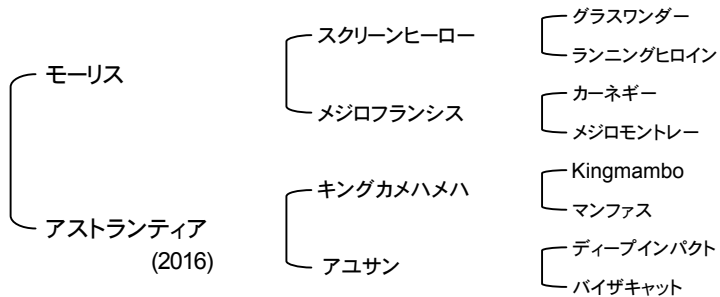 モーリス
アストランティア
(2016)
スクリーンヒーロー
メジロフランシス
キングカメハメハ
アユサン
グラスワンダー
ランニングヒロイン
カーネギー
メジロモントレー
Kingmambo
マンファス
ディープインパクト
バイザキャット